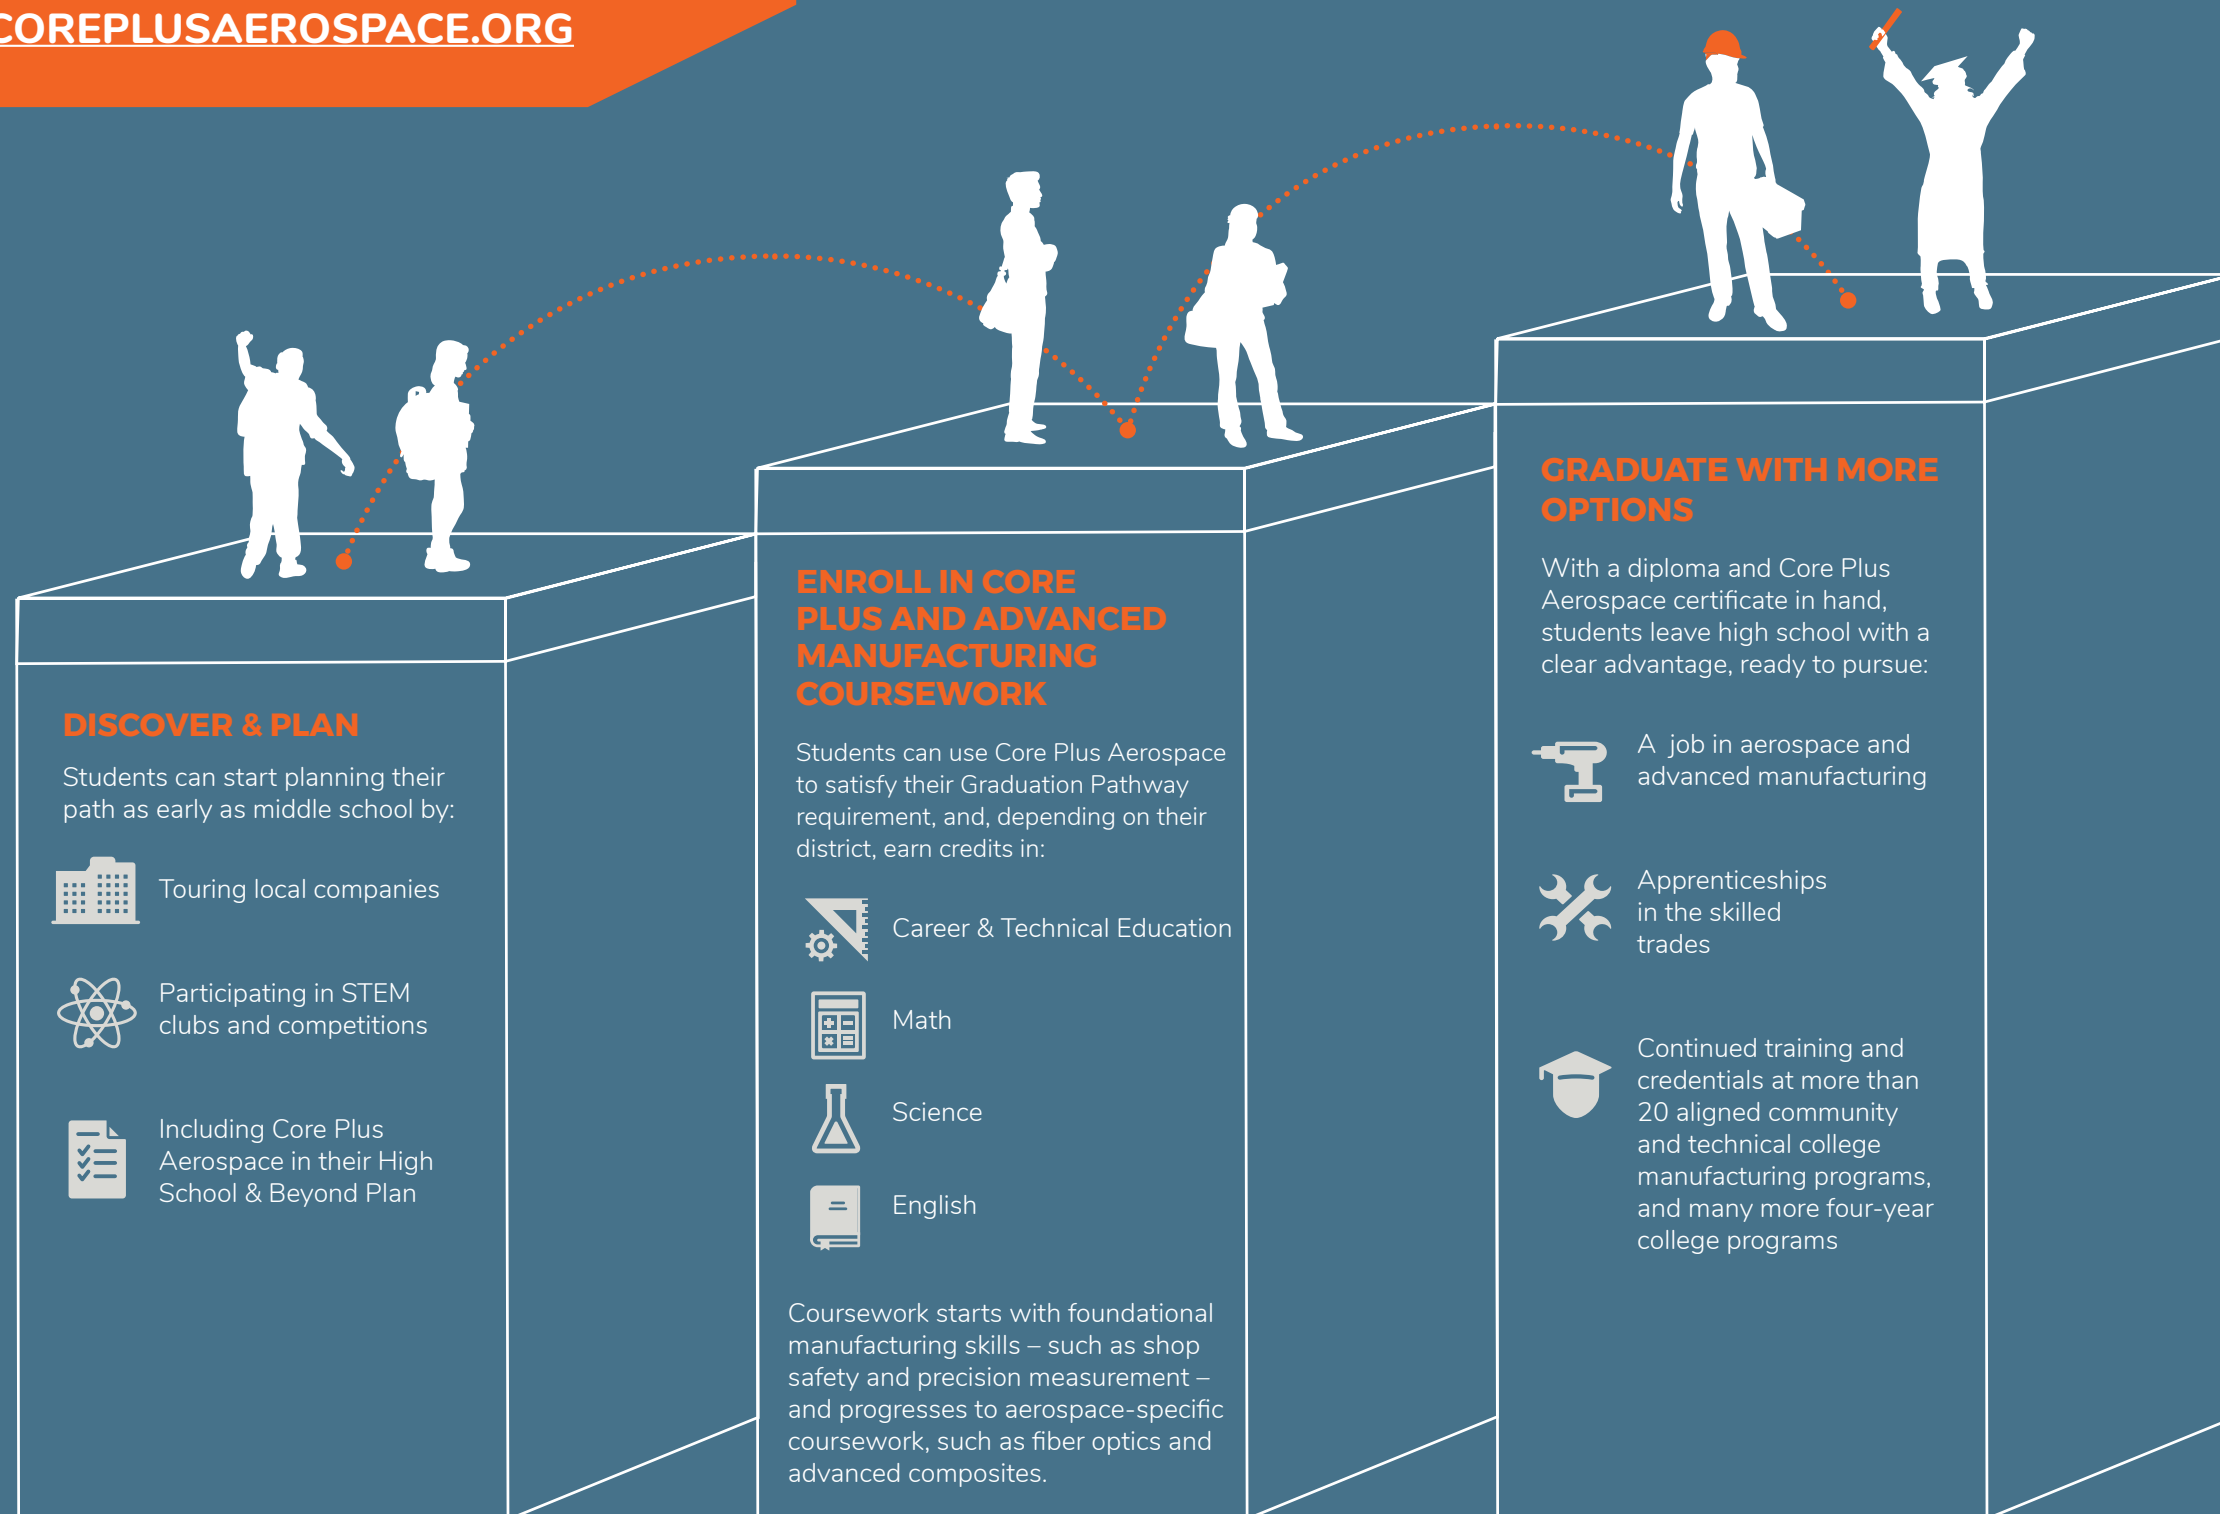 COREPLUSAEROSPACE.ORG
DISCOVER & PLAN
Students can start planning their
path as early as middle school by:
Touring local companies
Participating in STEM
clubs and competitions
Including Core Plus
Aerospace in their High
School & Beyond Plan
ENROLL IN CORE
PLUS AND ADVANCED
MANUFACTURING
COURSEWORK
Students can use Core Plus Aerospace
to satisfy their Graduation Pathway
requirement, and, depending on their
district, earn credits in:
Career & Technical Education
Math
Science
English
Coursework starts with foundational
manufacturing skills – such as shop
safety and precision measurement –
and progresses to aerospace-specific
coursework, such as fiber optics and
advanced composites.
GRADUATE WITH MORE
OPTIONS
With a diploma and Core Plus
Aerospace certificate in hand,
students leave high school with a
clear advantage, ready to pursue:
A job in aerospace and
advanced manufacturing
Apprenticeships
in the skilled
trades
Continued training and
credentials at more than
20 aligned community
and technical college
manufacturing programs,
and many more four-year
college programs